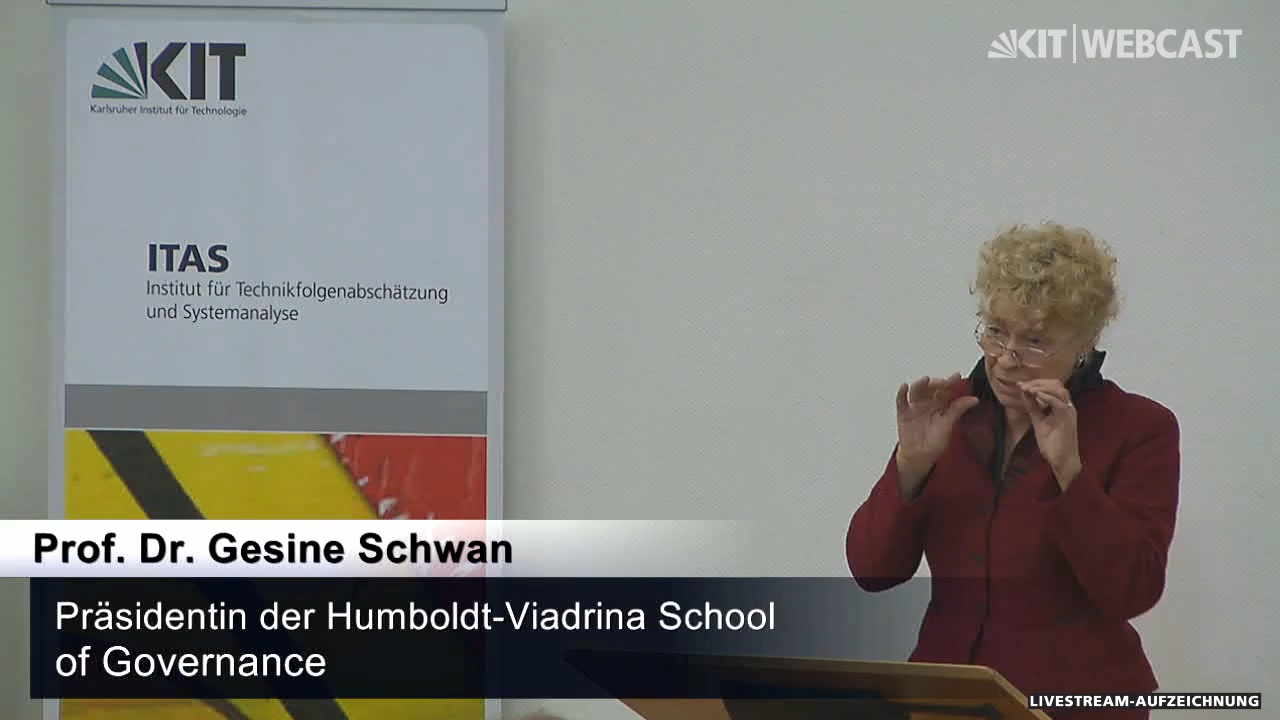 KIT
Karlsruher Institut für Technologie
KIT|WEBCAST
ITAS
Institut für Technikfolgenabschätzung
und Systemanalyse
Prof. Dr. Gesine Schwan
Präsidentin der Humboldt-Viadrina School
of Governance
LIVESTREAM-AUFZEICHNUNG